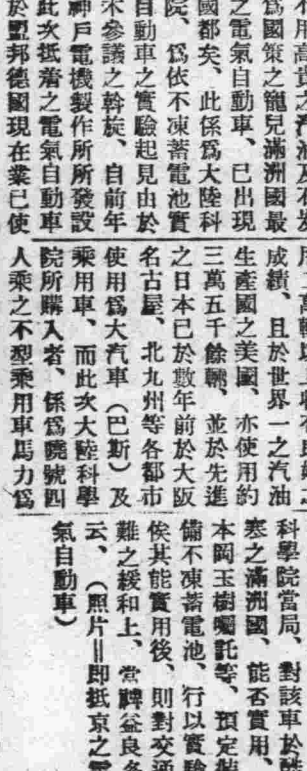 爲國策之寵兒滿洲國最
之電氣自動車、已出現
國都矣、此係爲大陸科
院、爲依不凍蓄電池實
自動車之實驗起見由於
木參議之斡旋、自前年
神戶電機製作所所發設
此次抵着之電氣自動車
於盟邦德國現在業已使
成績、且於世界一之汽油
生產國之美國、亦使用約
三萬五千餘輛、並於先進
之日本已於數年前於大阪
名古屋、北九州等各都市
使用爲大汽車（巴斯）及
乘用車、而此次大陸科學
院所購入者、係爲曉號四
人乘之不型乘用車馬力爲
科學院當局、對該車於酷
寒之滿洲國、能否實用、
本岡玉樹囑託等、預定裝
備不凍蓄電池、行以實驗
俟其能實用後、則對交通
難之緩和上、當裨益良多
云、（照片＝即抵京之電
氣自動車）